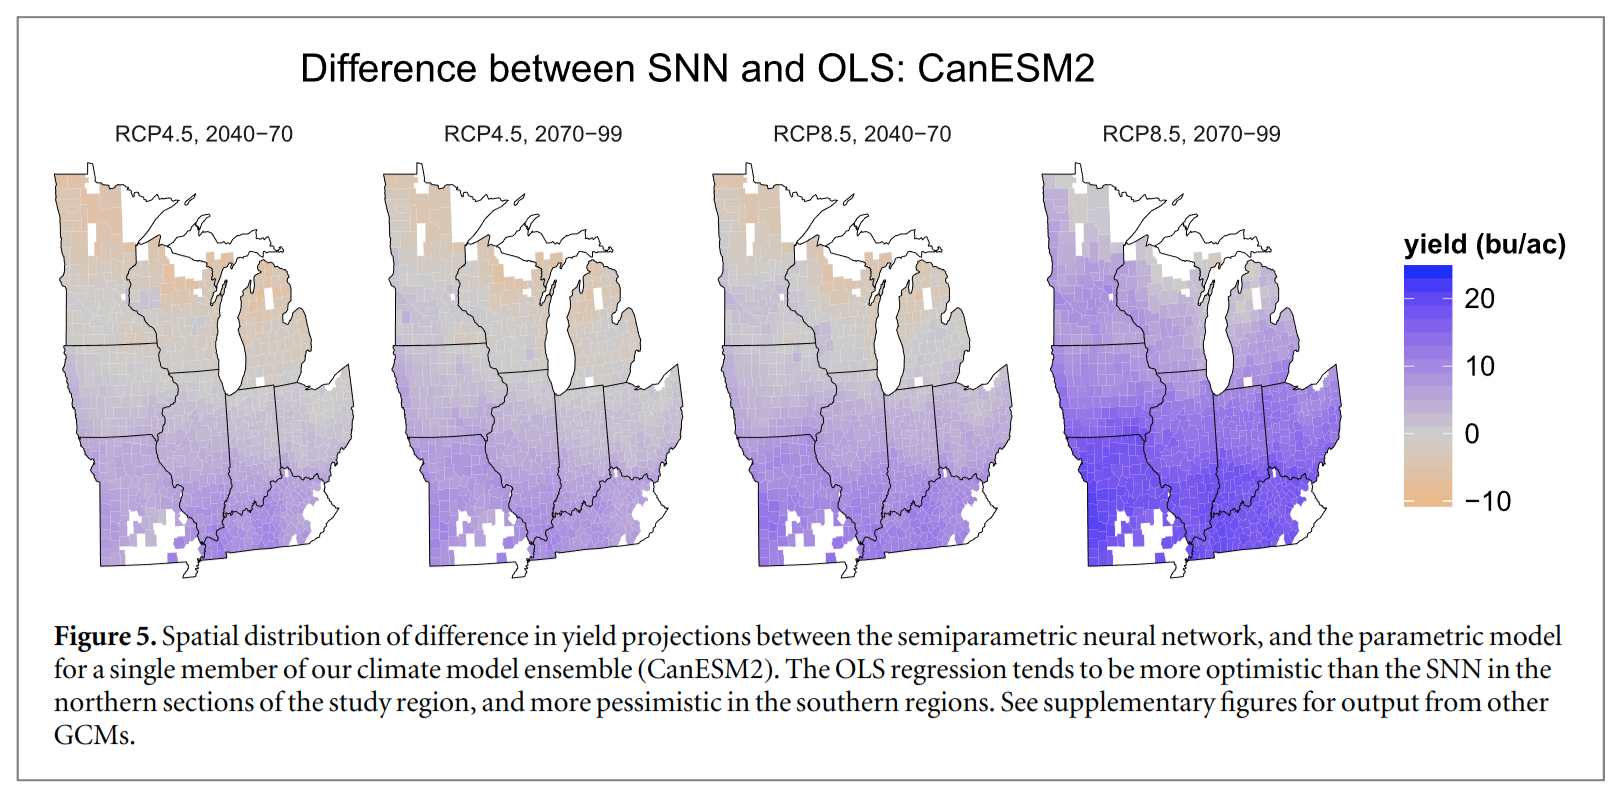 Difference between SNN and OLS: CanESM2
RCP4.5, 2040−70
RCP4.5, 2070−99
RCP8.5, 2040−70
RCP8.5, 2070−99
yield (bu/ac)
20
10
0
−10
Figure 5. Spatial distribution of difference in yield projections between the semiparametric neural network, and the parametric model
for a single member of our climate model ensemble (CanESM2). The OLS regression tends to be more optimistic than the SNN in the
northern sections of the study region, and more pessimistic in the southern regions. See supplementary figures for output from other
GCMs.